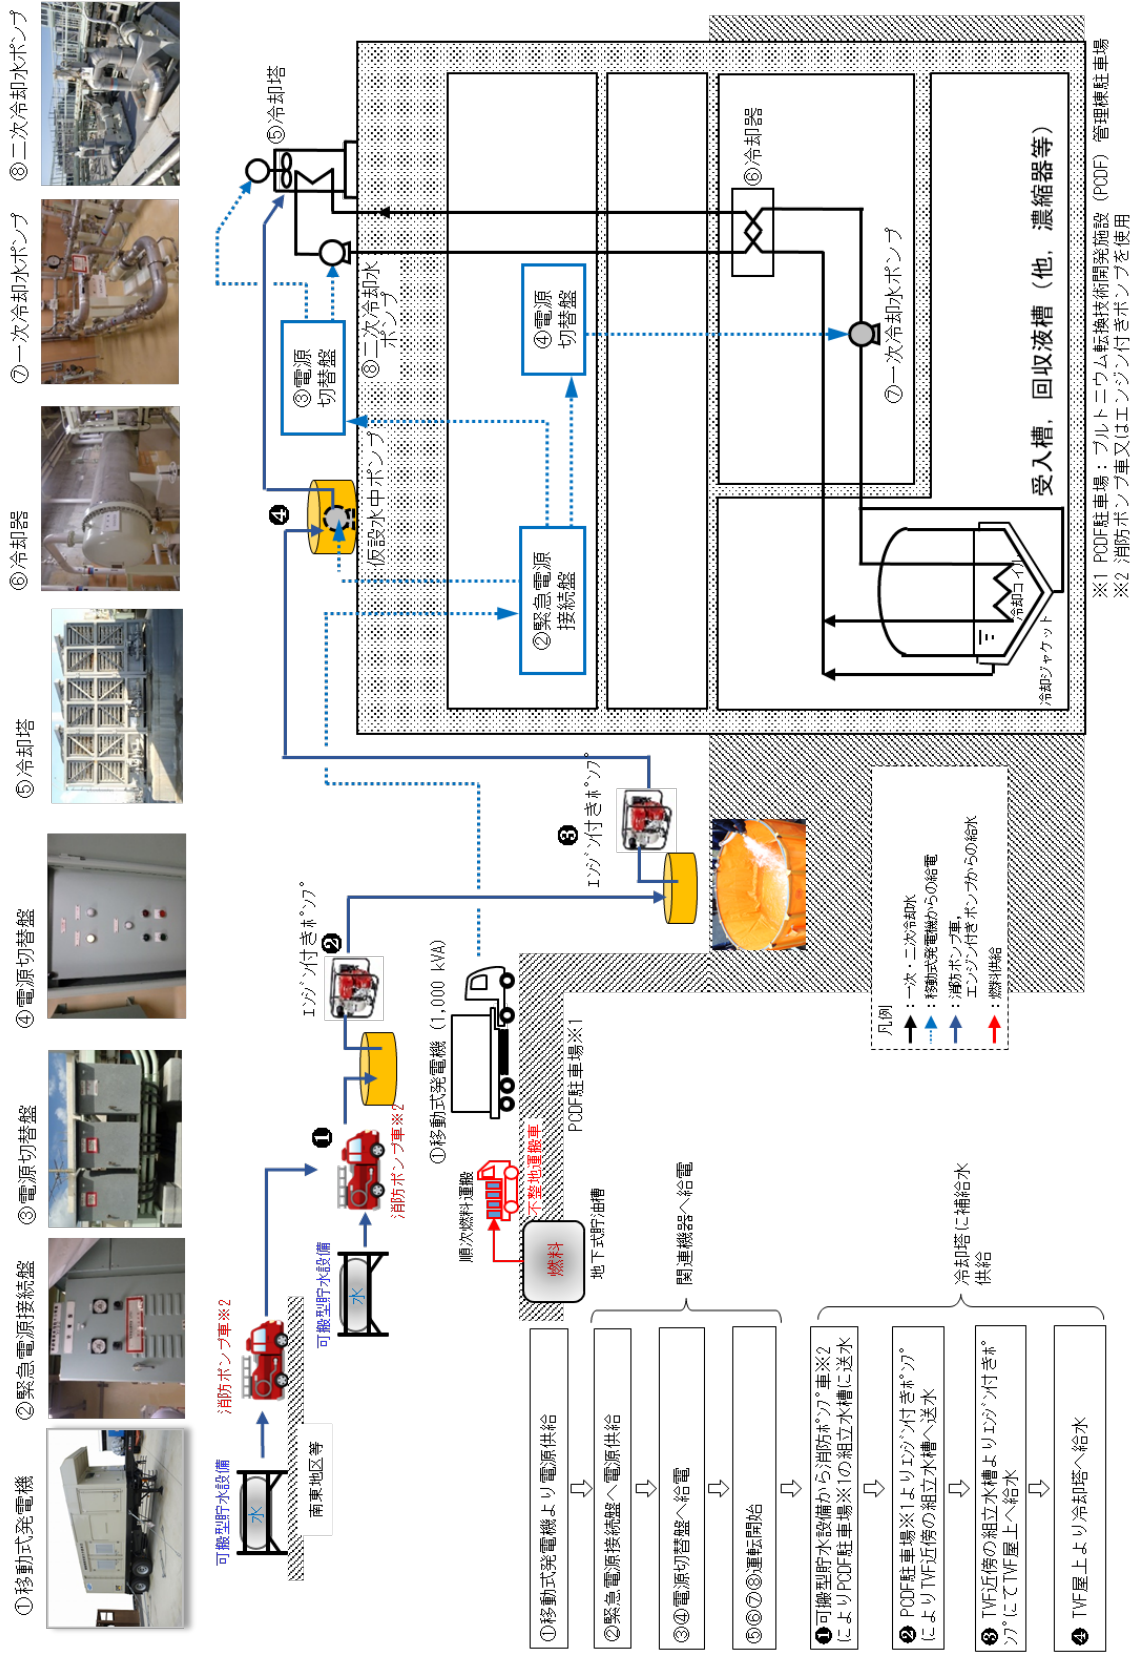 ①移動式発電機
②緊急電源接続盤
③電源切替盤
④電源切替盤
⑤冷却塔
⑥冷却器
⑦一次冷却水ポンプ
⑧二次冷却水ポンプ
可搬型貯水設備
水
消防ポンプ車※2
南東地区等
可搬型貯水設備
水
❶
消防ポンプ車※2
❷
エンジン付きポンプ
❸
エンジン付きポンプ
❹
仮設水中ポンプ
③電源
切替盤
⑧二次冷却水
ポンプ
⑤冷却塔
順次燃料運搬
不整地運搬車
燃料
地下式貯油槽
①移動式発電機(1,000 kVA)
PCDF駐車場※1
②緊急電源
接続盤
④電源
切替盤
⑥冷却器
⑦一次冷却水ポンプ
冷却コイル
冷却ジャケット
受入槽, 回収液槽(他, 濃縮器等)
凡例
:一次・二次冷却水
:移動式発電機からの給電
:消防ポンプ車,
エンジン付きポンプからの給水
:燃料供給
①移動式発電機より電源供給
②緊急電源接続盤へ電源供給
③④電源切替盤へ給電
⑤⑥⑦⑧運転開始
関連機器へ給電
❶可搬型貯水設備から消防ポンプ車※2
によりPCDF駐車場※1の組立水槽に送水
❷ PCDF駐車場※1よりエンジン付きポンプ
によりTVF近傍の組立水槽へ送水
❸ TVF近傍の組立水槽よりエンジン付きポ
ンプにてTVF屋上へ給水
❹ TVF屋上より冷却塔へ給水
冷却塔に補給水
供給
※1 PCDF駐車場:プルトニウム転換技術開発施設(PCDF)管理棟駐車場
※2 消防ポンプ車又はエンジン付きポンプを使用